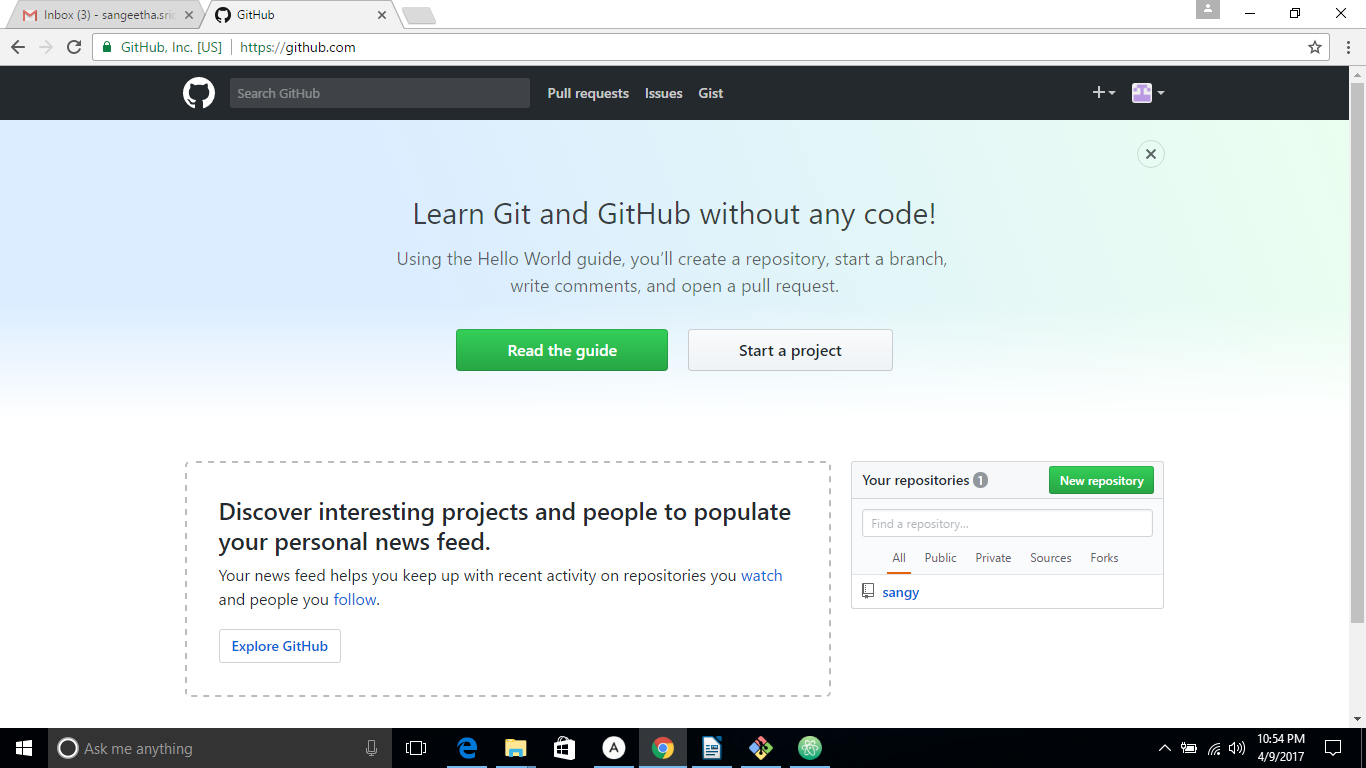 Inbox (3) - sangeetha.sric
GitHub
GitHub, Inc. [US]
https://github.com
Search GitHub
Pull requests
Issues
Gist
Learn Git and GitHub without any code!
Using the Hello World guide, you’ll create a repository, start a branch,
write comments, and open a pull request.
Read the guide
Start a project
Discover interesting projects and people to populate
your personal news feed.
Your news feed helps you keep up with recent activity on repositories you watch
and people you follow.
Explore GitHub
Your repositories 1
New repository
Find a repository...
All Public Private Sources Forks
sangy
Ask me anything
A
10:54 PM
4/9/2017